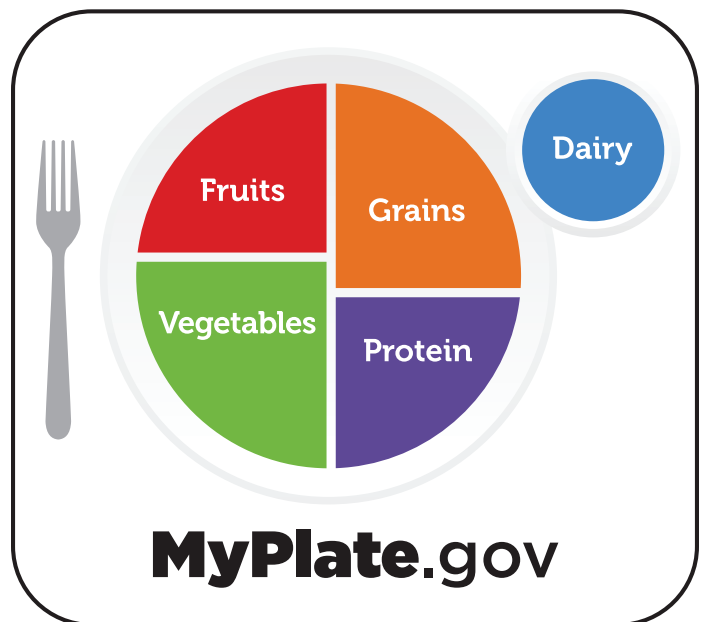 Fruits
Grains
Dairy
Vegetables
Protein
MyPlate.gov